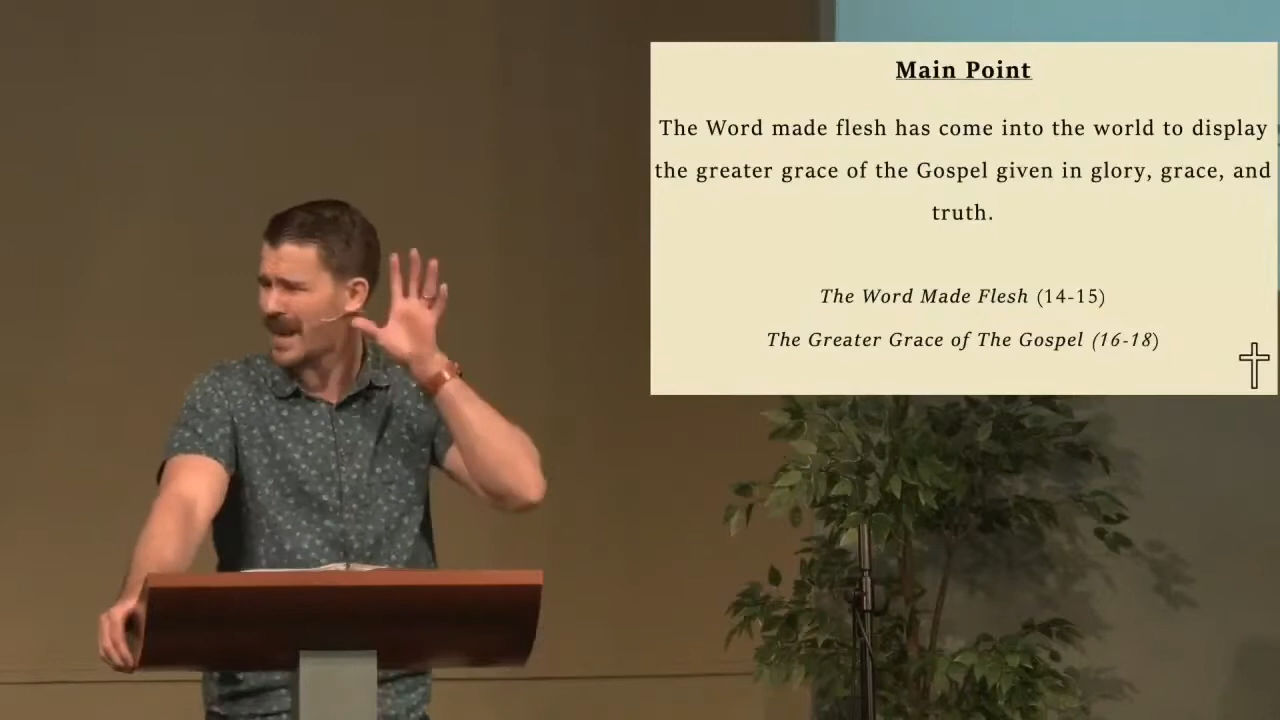 Main Point
The Word made flesh has come into the world to display
the greater grace of the Gospel given in glory, grace, and
truth.
The Word Made Flesh (14-15)
The Greater Grace of The Gospel (16-18)